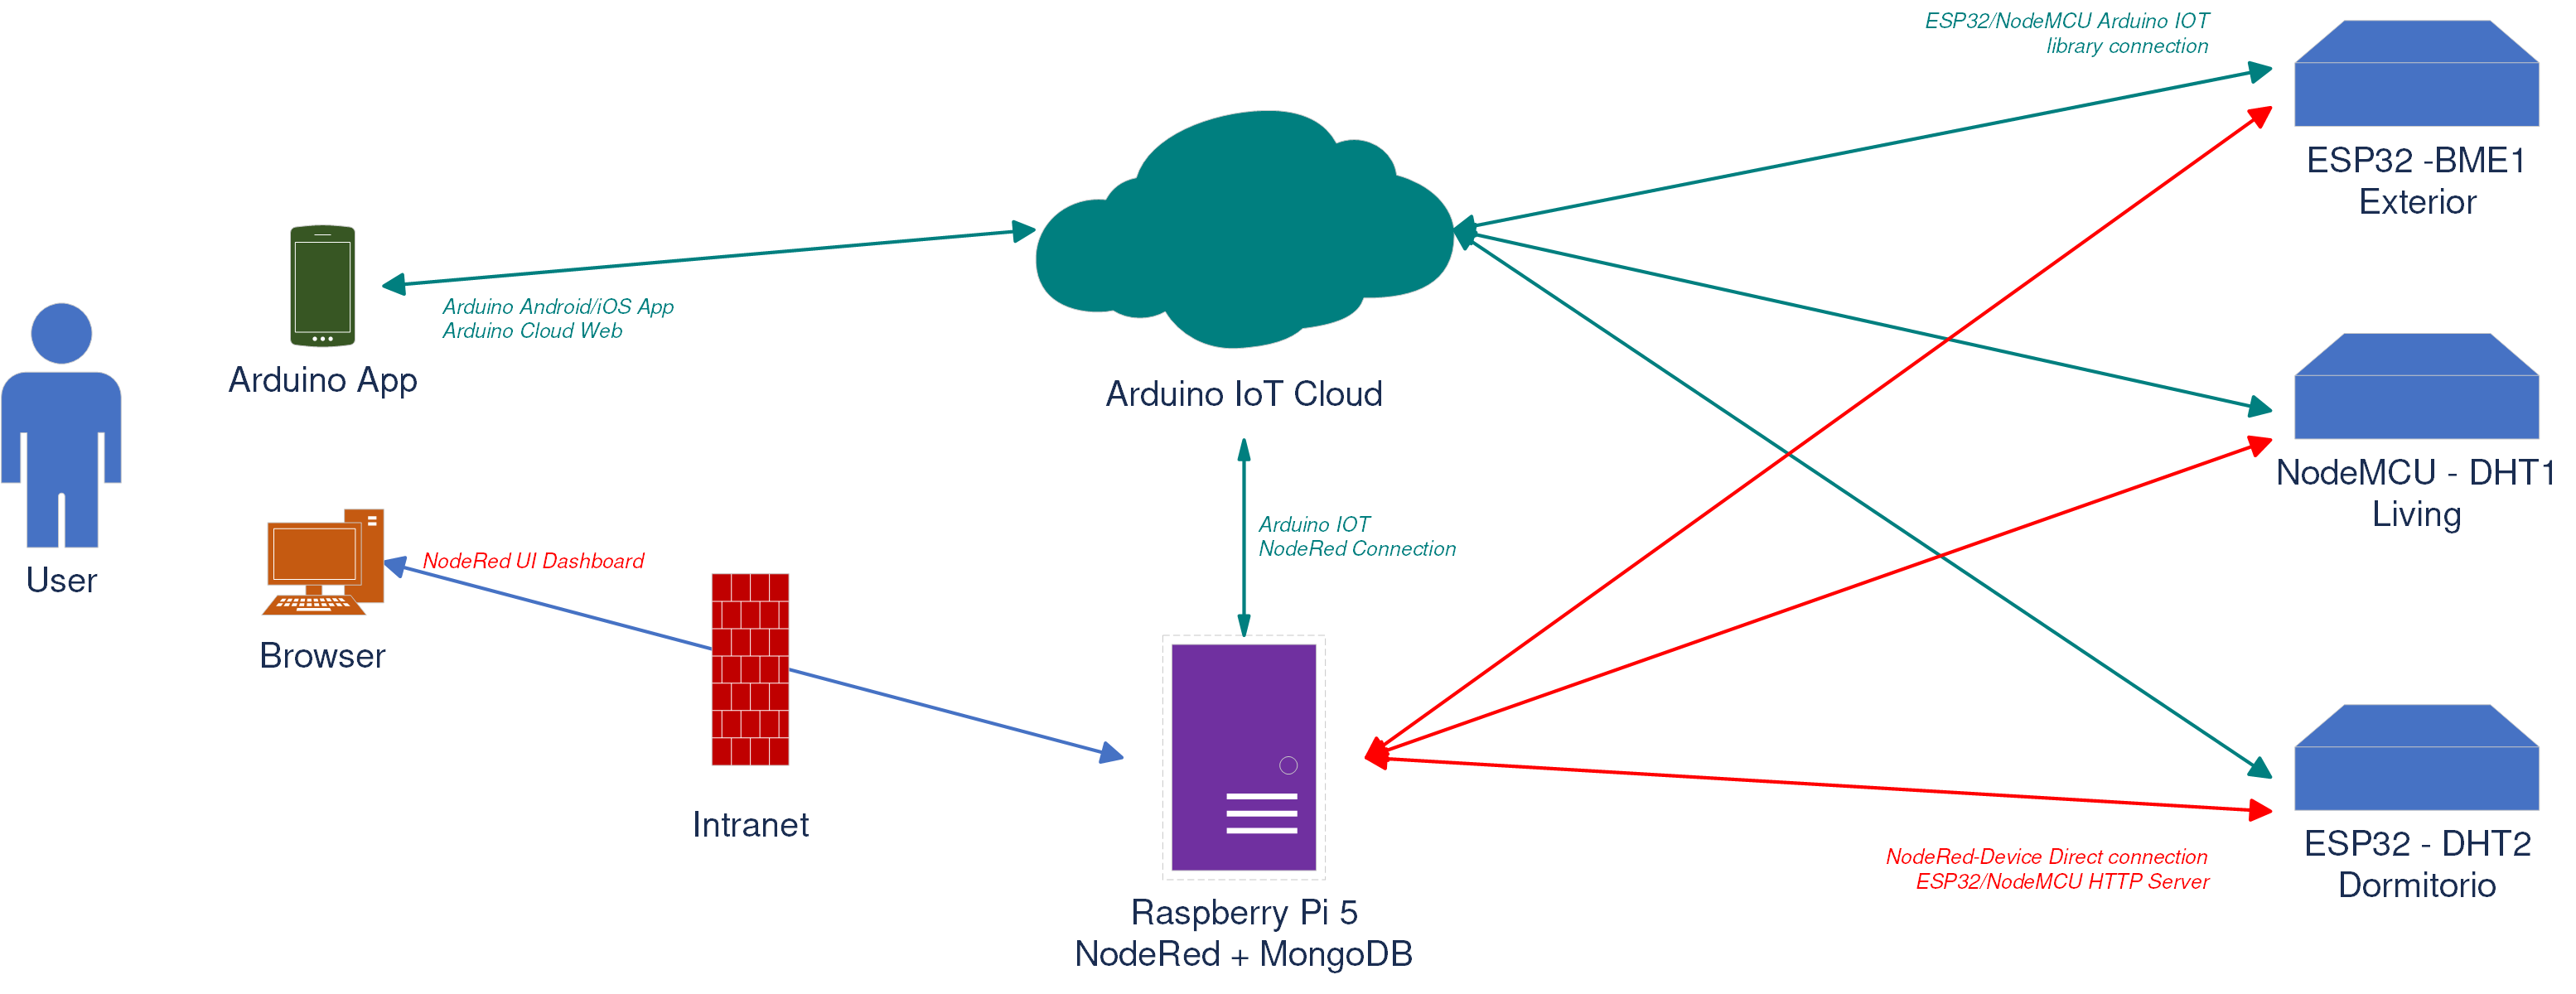 ESP32/NodeMCU Arduino IOT
library connection
ESP32 -BME1
Exterior
Arduino Android/iOS App
Arduino Cloud Web
Arduino App
Arduino IoT Cloud
NodeMCU - DHT1
Living
Arduino IOT
NodeRed Connection
NodeRed UI Dashboard
User
Browser
Intranet
NodeRed-Device Direct connection
ESP32/NodeMCU HTTP Server
ESP32 - DHT2
Dormitorio
Raspberry Pi 5
NodeRed + MongoDB